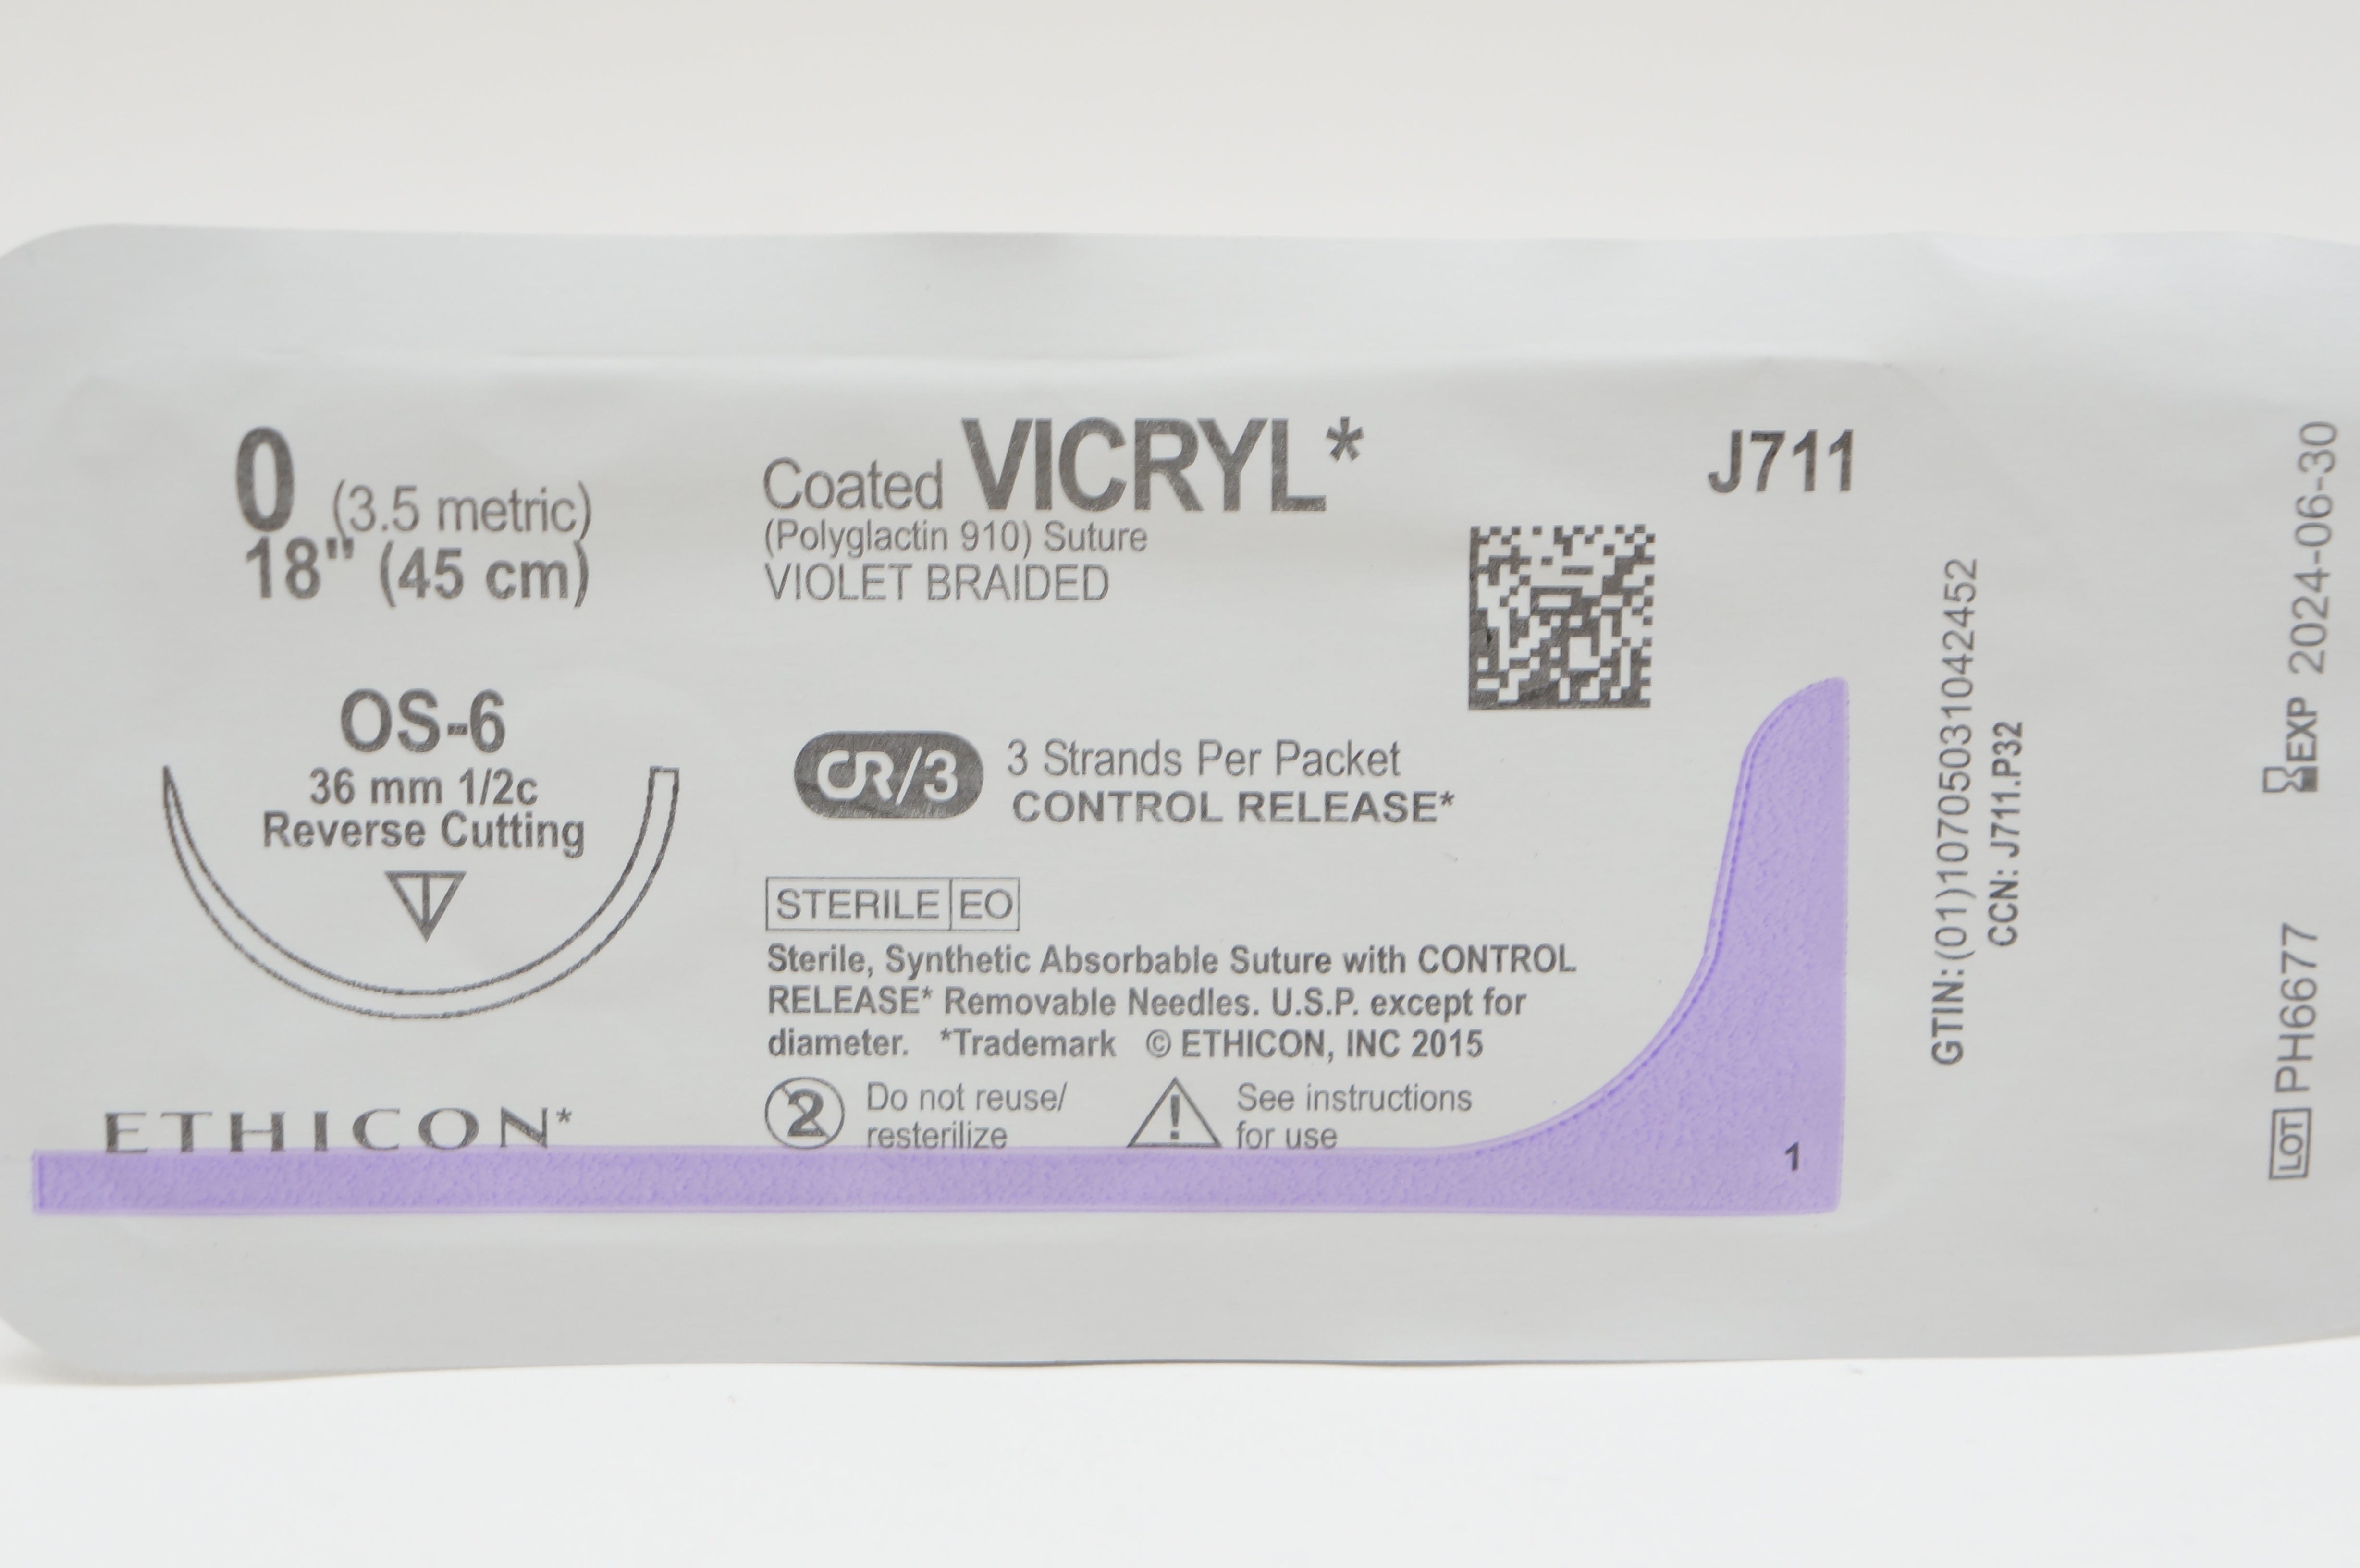 0 (3.5 metric)
18" (45 cm)
OS-6
36 mm 1/2c
Reverse Cutting
ETHICON*
Coated VICRYL*
(Polyglactin 910) Suture
VIOLET BRAIDED
J711
CR/3
3 Strands Per Packet
CONTROL RELEASE*
STERILE EO
Sterile, Synthetic Absorbable Suture with CONTROL
RELEASE* Removable Needles. U.S.P. except for
diameter. *Trademark © ETHICON, INC 2015
2 Do not reuse/
resterilize
! See instructions
for use
1
GTIN:(01)10705031042452
CCN: J711.P32
EXP 2024-06-30
LOT PH6677